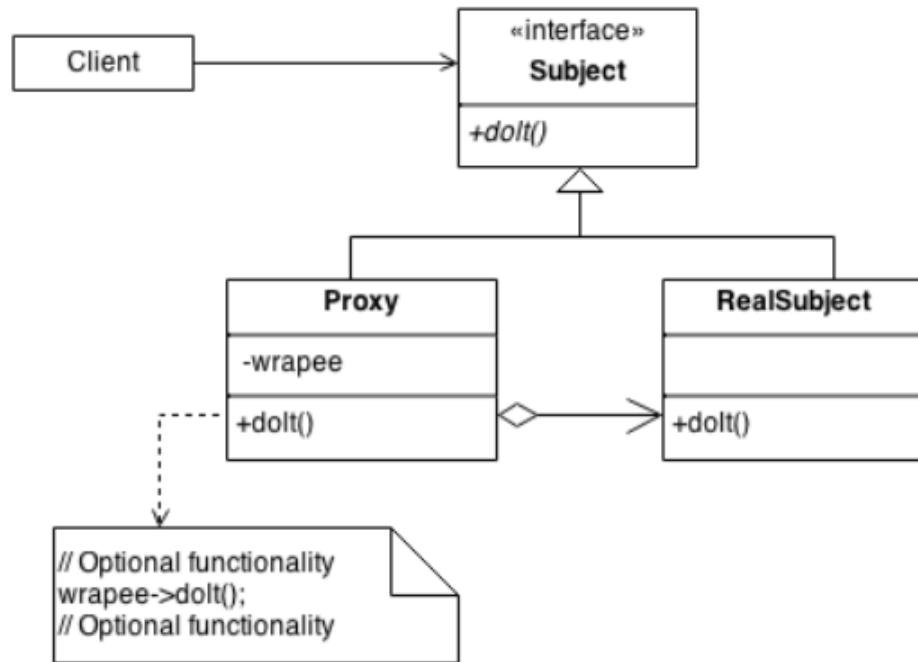 Client
«interface»
Subject
+doIt()
Proxy
-wrapee
+doIt()
RealSubject
+doIt()
// Optional functionality
wrapee->doIt();
// Optional functionality